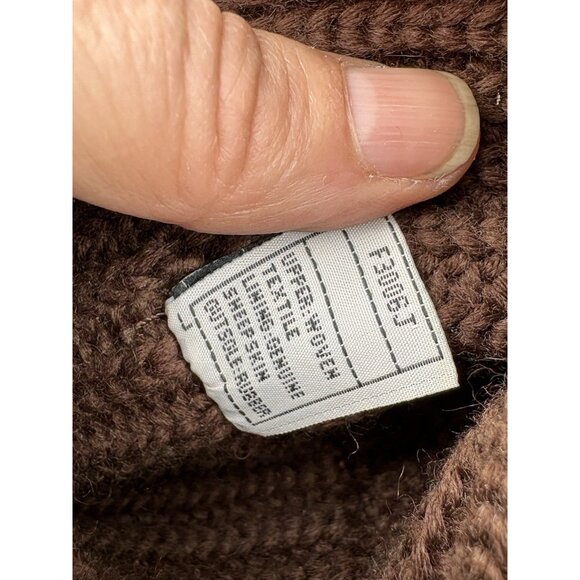 F3006J
UPPER:WOVEN
TEXTILE
LINING:GENUINE
SHEEPSKIN
OUTSOLE:RUBBER